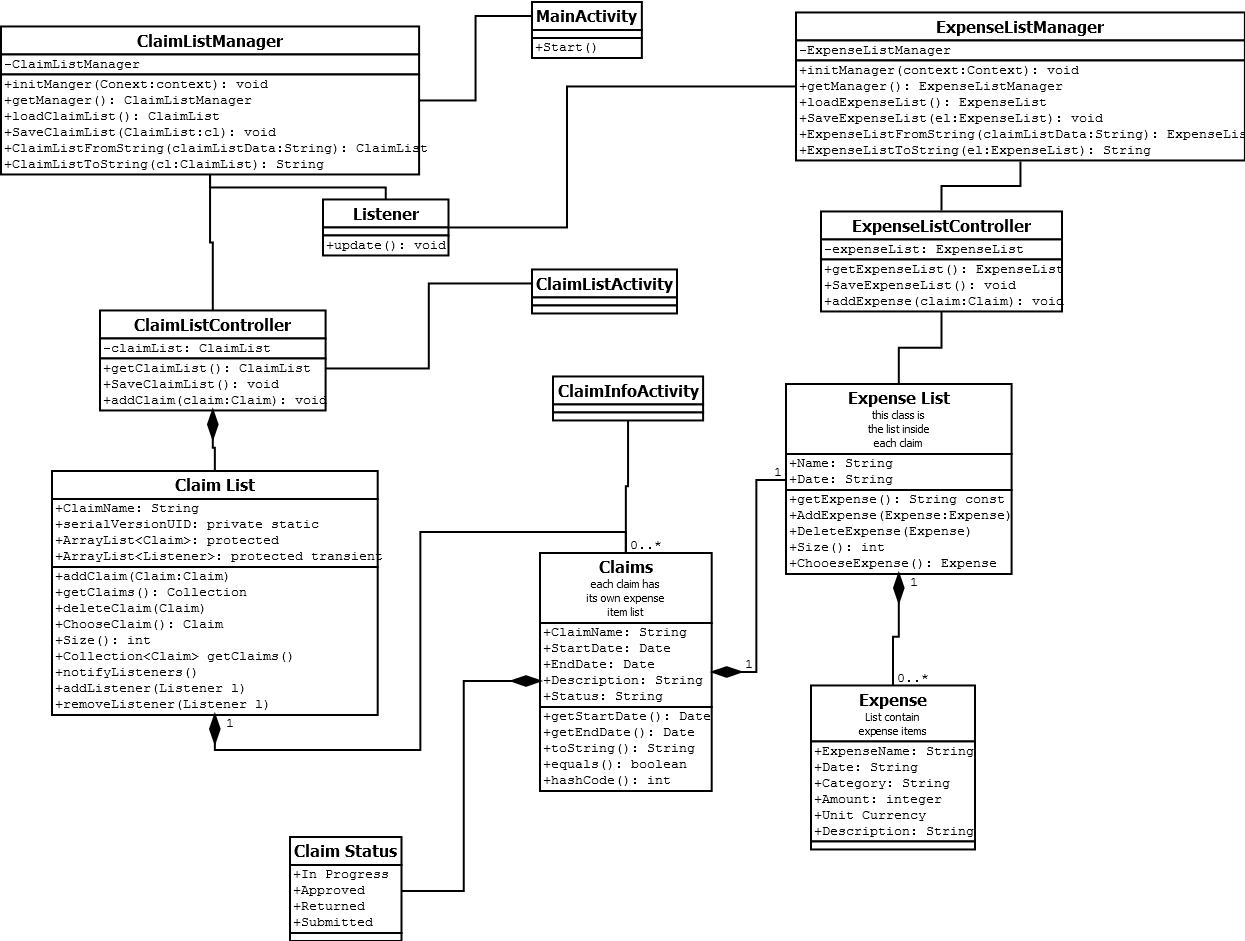 MainActivity
+Start()
ClaimListManager
-ClaimListManager
+initManger(Conext:context): void
+getManager(): ClaimListManager
+loadClaimList(): ClaimList
+SaveClaimList(ClaimList:cl): void
+ClaimListFromString(claimListData:String): ClaimList
+ClaimListToString(cl:ClaimList): String
ExpenseListManager
-ExpenseListManager
+initManager(context:Context): void
+getManager(): ExpenseListManager
+loadExpenseList(): ExpenseList
+SaveExpenseList(el:ExpenseList): void
+ExpenseListFromString(claimListData:String): ExpenseLis
+ExpenseListToString(el:ExpenseList): String
Listener
+update(): void
ExpenseListController
-expenseList: ExpenseList
+getExpenseList(): ExpenseList
+SaveExpenseList(): void
+addExpense(claim:Claim): void
ClaimListActivity
ClaimListController
-claimList: ClaimList
+getClaimList(): ClaimList
+SaveClaimList(): void
+addClaim(claim:Claim): void
ClaimInfoActivity
Expense List
this class is
the list inside
each claim
+Name: String
+Date: String
+getExpense(): String const
+AddExpense(Expense:Expense)
+DeleteExpense(Expense)
+Size(): int
+ChooeseExpense(): Expense
1
1
Claim List
+ClaimName: String
+serialVersionUID: private static
+ArrayList<Claim>: protected
+ArrayList<Listener>: protected transient
+addClaim(Claim:Claim)
+getClaims(): Collection
+deleteClaim(Claim)
+ChooseClaim(): Claim
+Size(): int
+Collection<Claim> getClaims()
+notifyListeners()
+addListener(Listener l)
+removeListener(Listener l)
1
0..*
Claims
each claim has
its own expense
item list
+ClaimName: String
+StartDate: Date
+EndDate: Date
+Description: String
+Status: String
+getStartDate(): Date
+getEndDate(): Date
+toString(): String
+equals(): boolean
+hashCode(): int
1
0..*
Expense
List contain
expense items
+ExpenseName: String
+Date: String
+Category: String
+Amount: integer
+Unit Currency
+Description: String
Claim Status
+In Progress
+Approved
+Returned
+Submitted